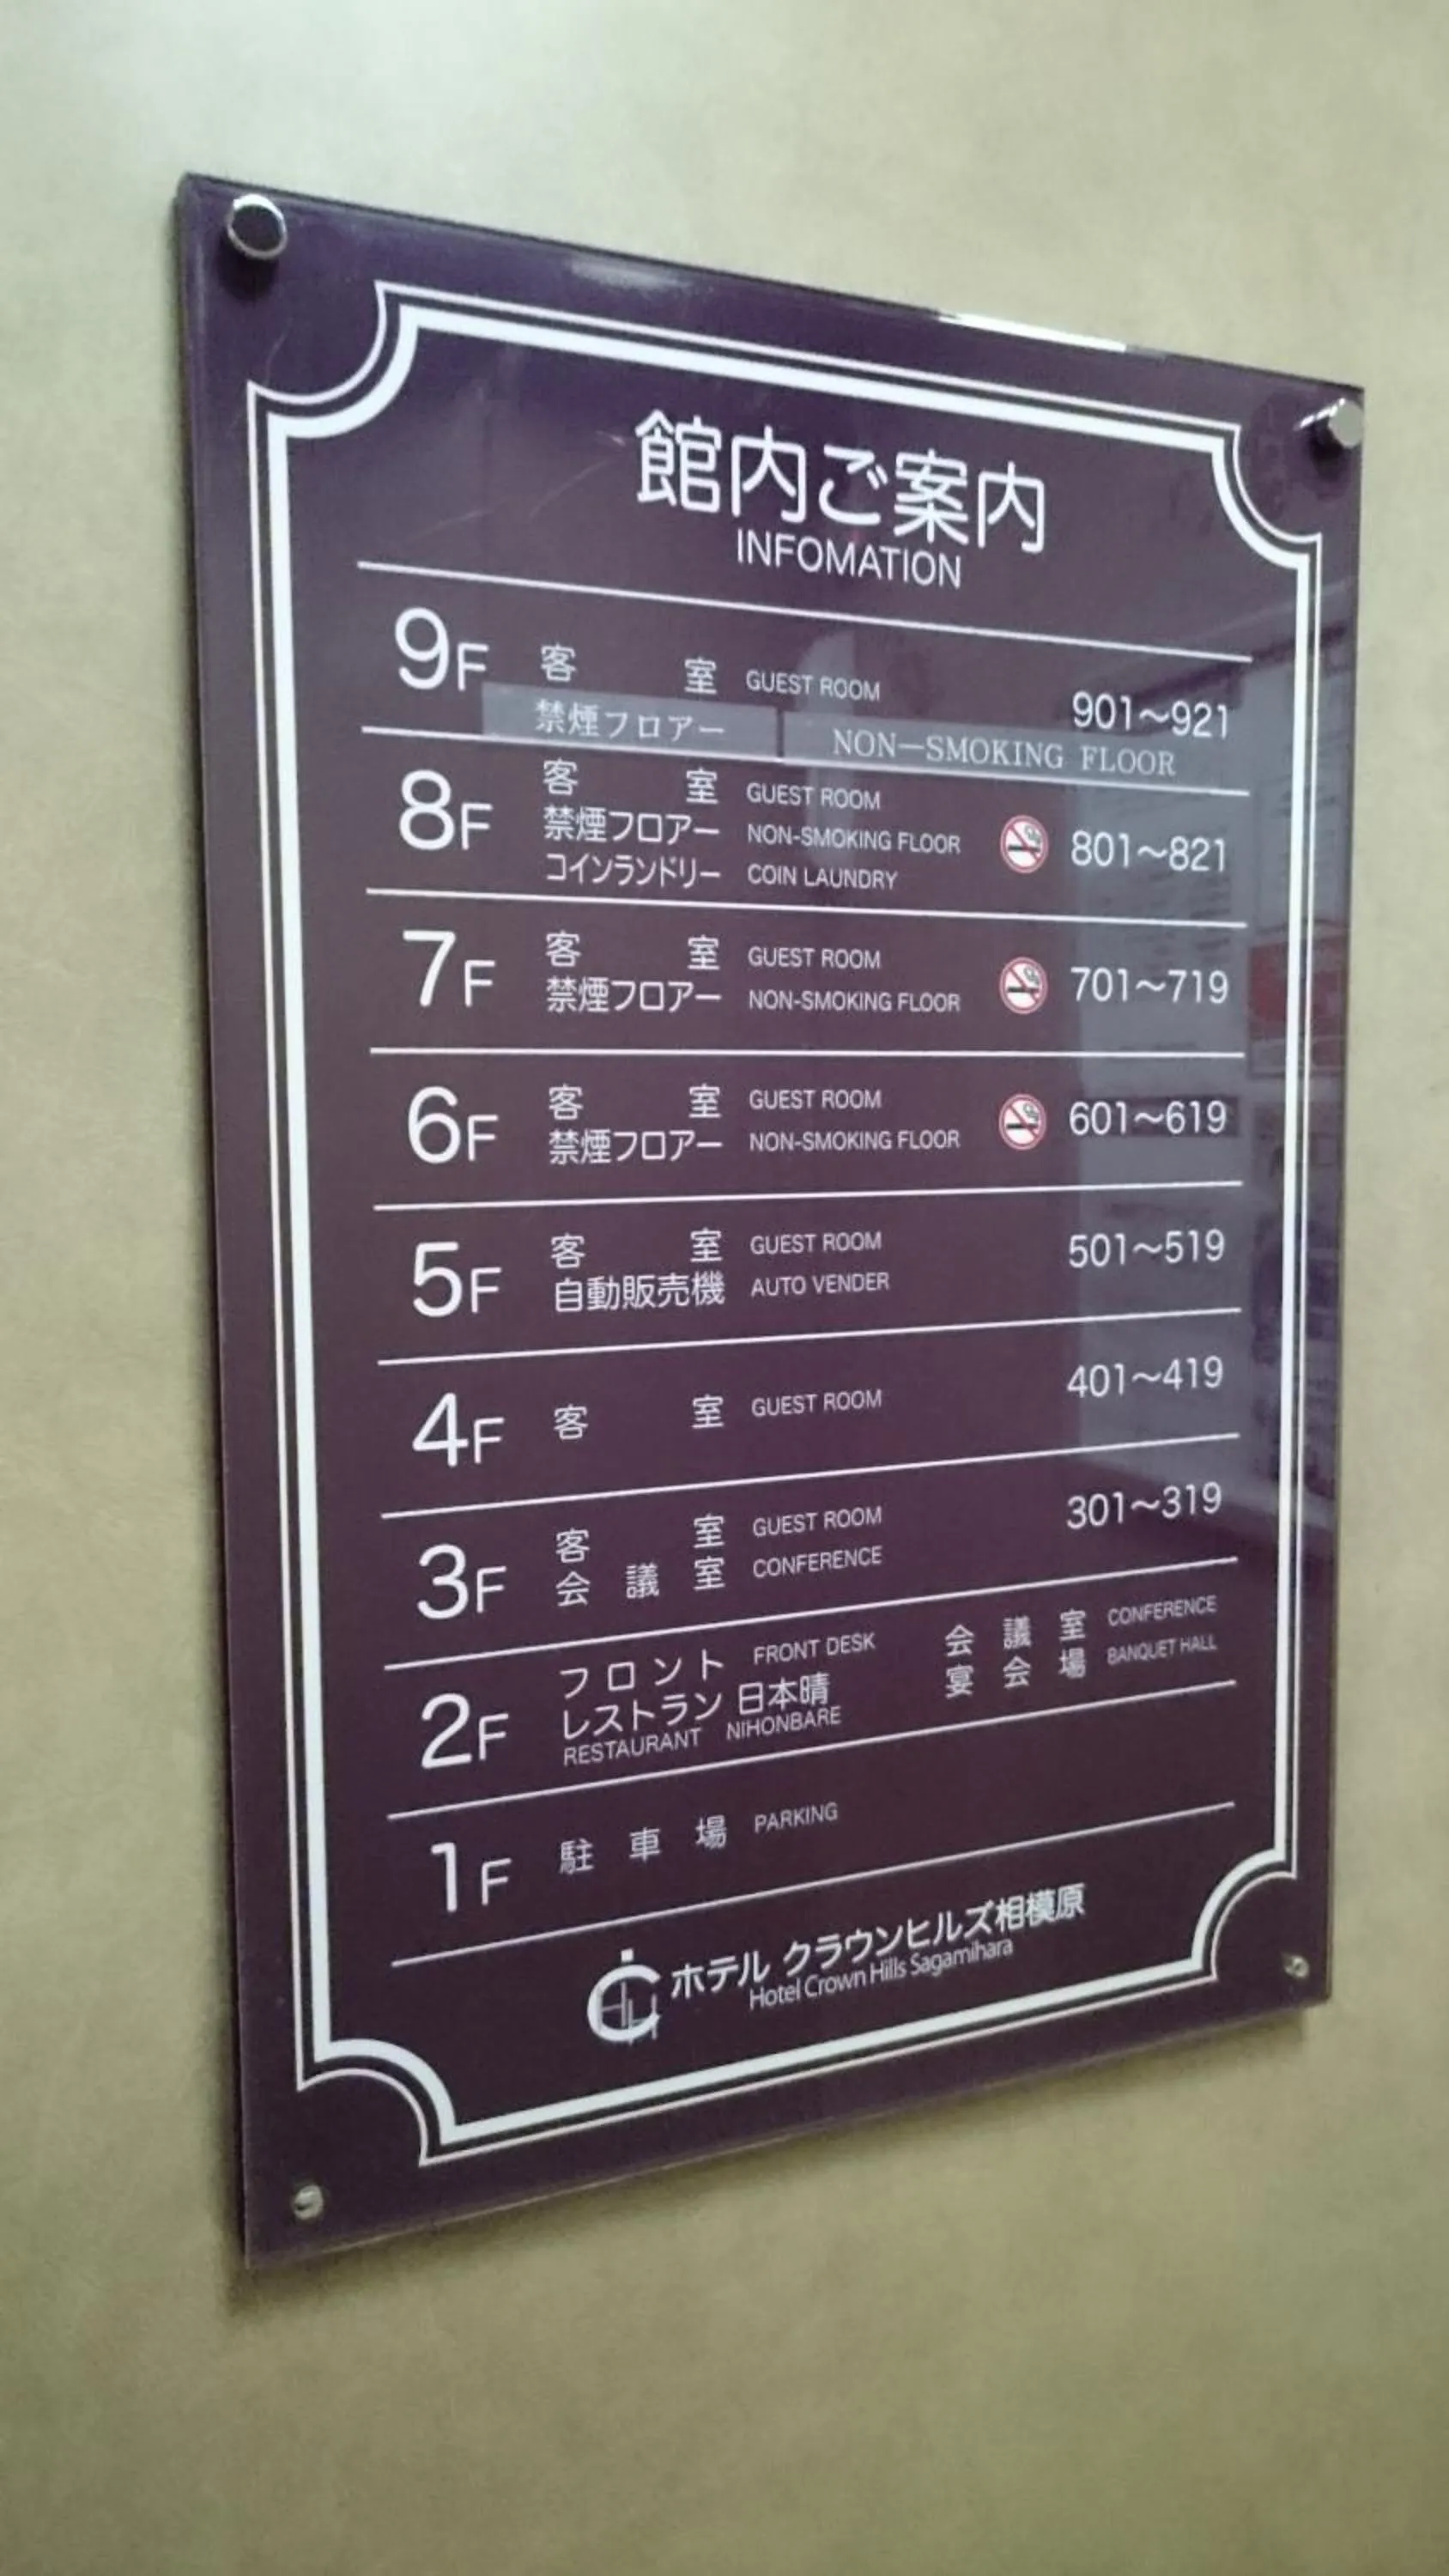 館内ご案内
INFOMATION
9F 客室 GUEST ROOM 901～921
禁煙フロアー NON―SMOKING FLOOR
8F 客室 GUEST ROOM
禁煙フロアー NON-SMOKING FLOOR 801～821
コインランドリー COIN LAUNDRY
7F 客室 GUEST ROOM 701～719
禁煙フロアー NON-SMOKING FLOOR
6F 客室 GUEST ROOM 601～619
禁煙フロアー NON-SMOKING FLOOR
5F 客室 GUEST ROOM 501～519
自動販売機 AUTO VENDER
4F 客室 GUEST ROOM 401～419
3F 客室 GUEST ROOM 301～319
会議室 CONFERENCE
2F フロント FRONT DESK 会議室 CONFERENCE
レストラン 日本晴 宴会場 BANQUET HALL
RESTAURANT NIHONBARE
1F 駐車場 PARKING
ホテル クラウンヒルズ相模原
Hotel Crown Hills Sagamihara